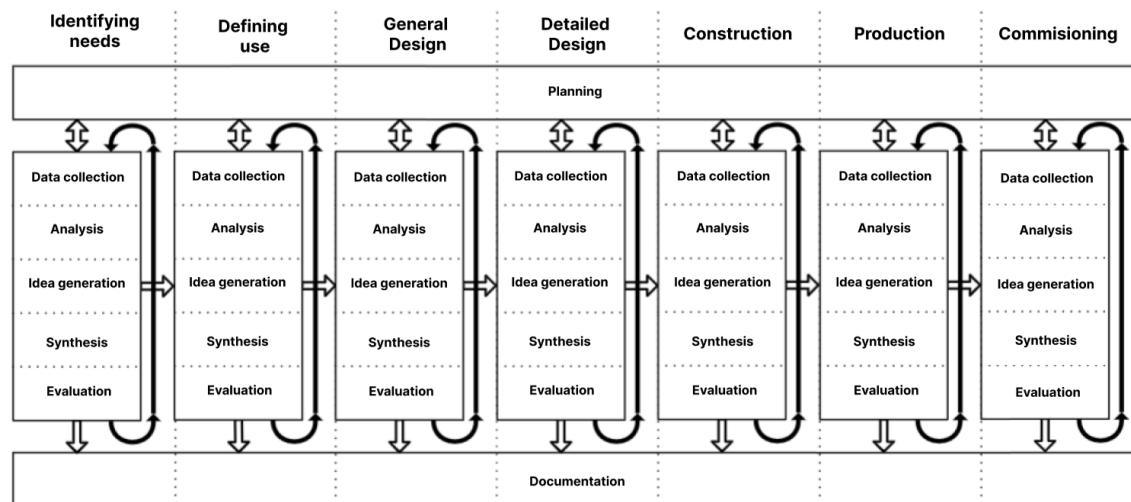 Identifying
needs
Defining
use
General
Design
Detailed
Design
Construction
Production
Commisioning
Planning
Data collection
Analysis
Idea generation
Synthesis
Evaluation
Data collection
Analysis
Idea generation
Synthesis
Evaluation
Data collection
Analysis
Idea generation
Synthesis
Evaluation
Data collection
Analysis
Idea generation
Synthesis
Evaluation
Data collection
Analysis
Idea generation
Synthesis
Evaluation
Data collection
Analysis
Idea generation
Synthesis
Evaluation
Data collection
Analysis
Idea generation
Synthesis
Evaluation
Documentation